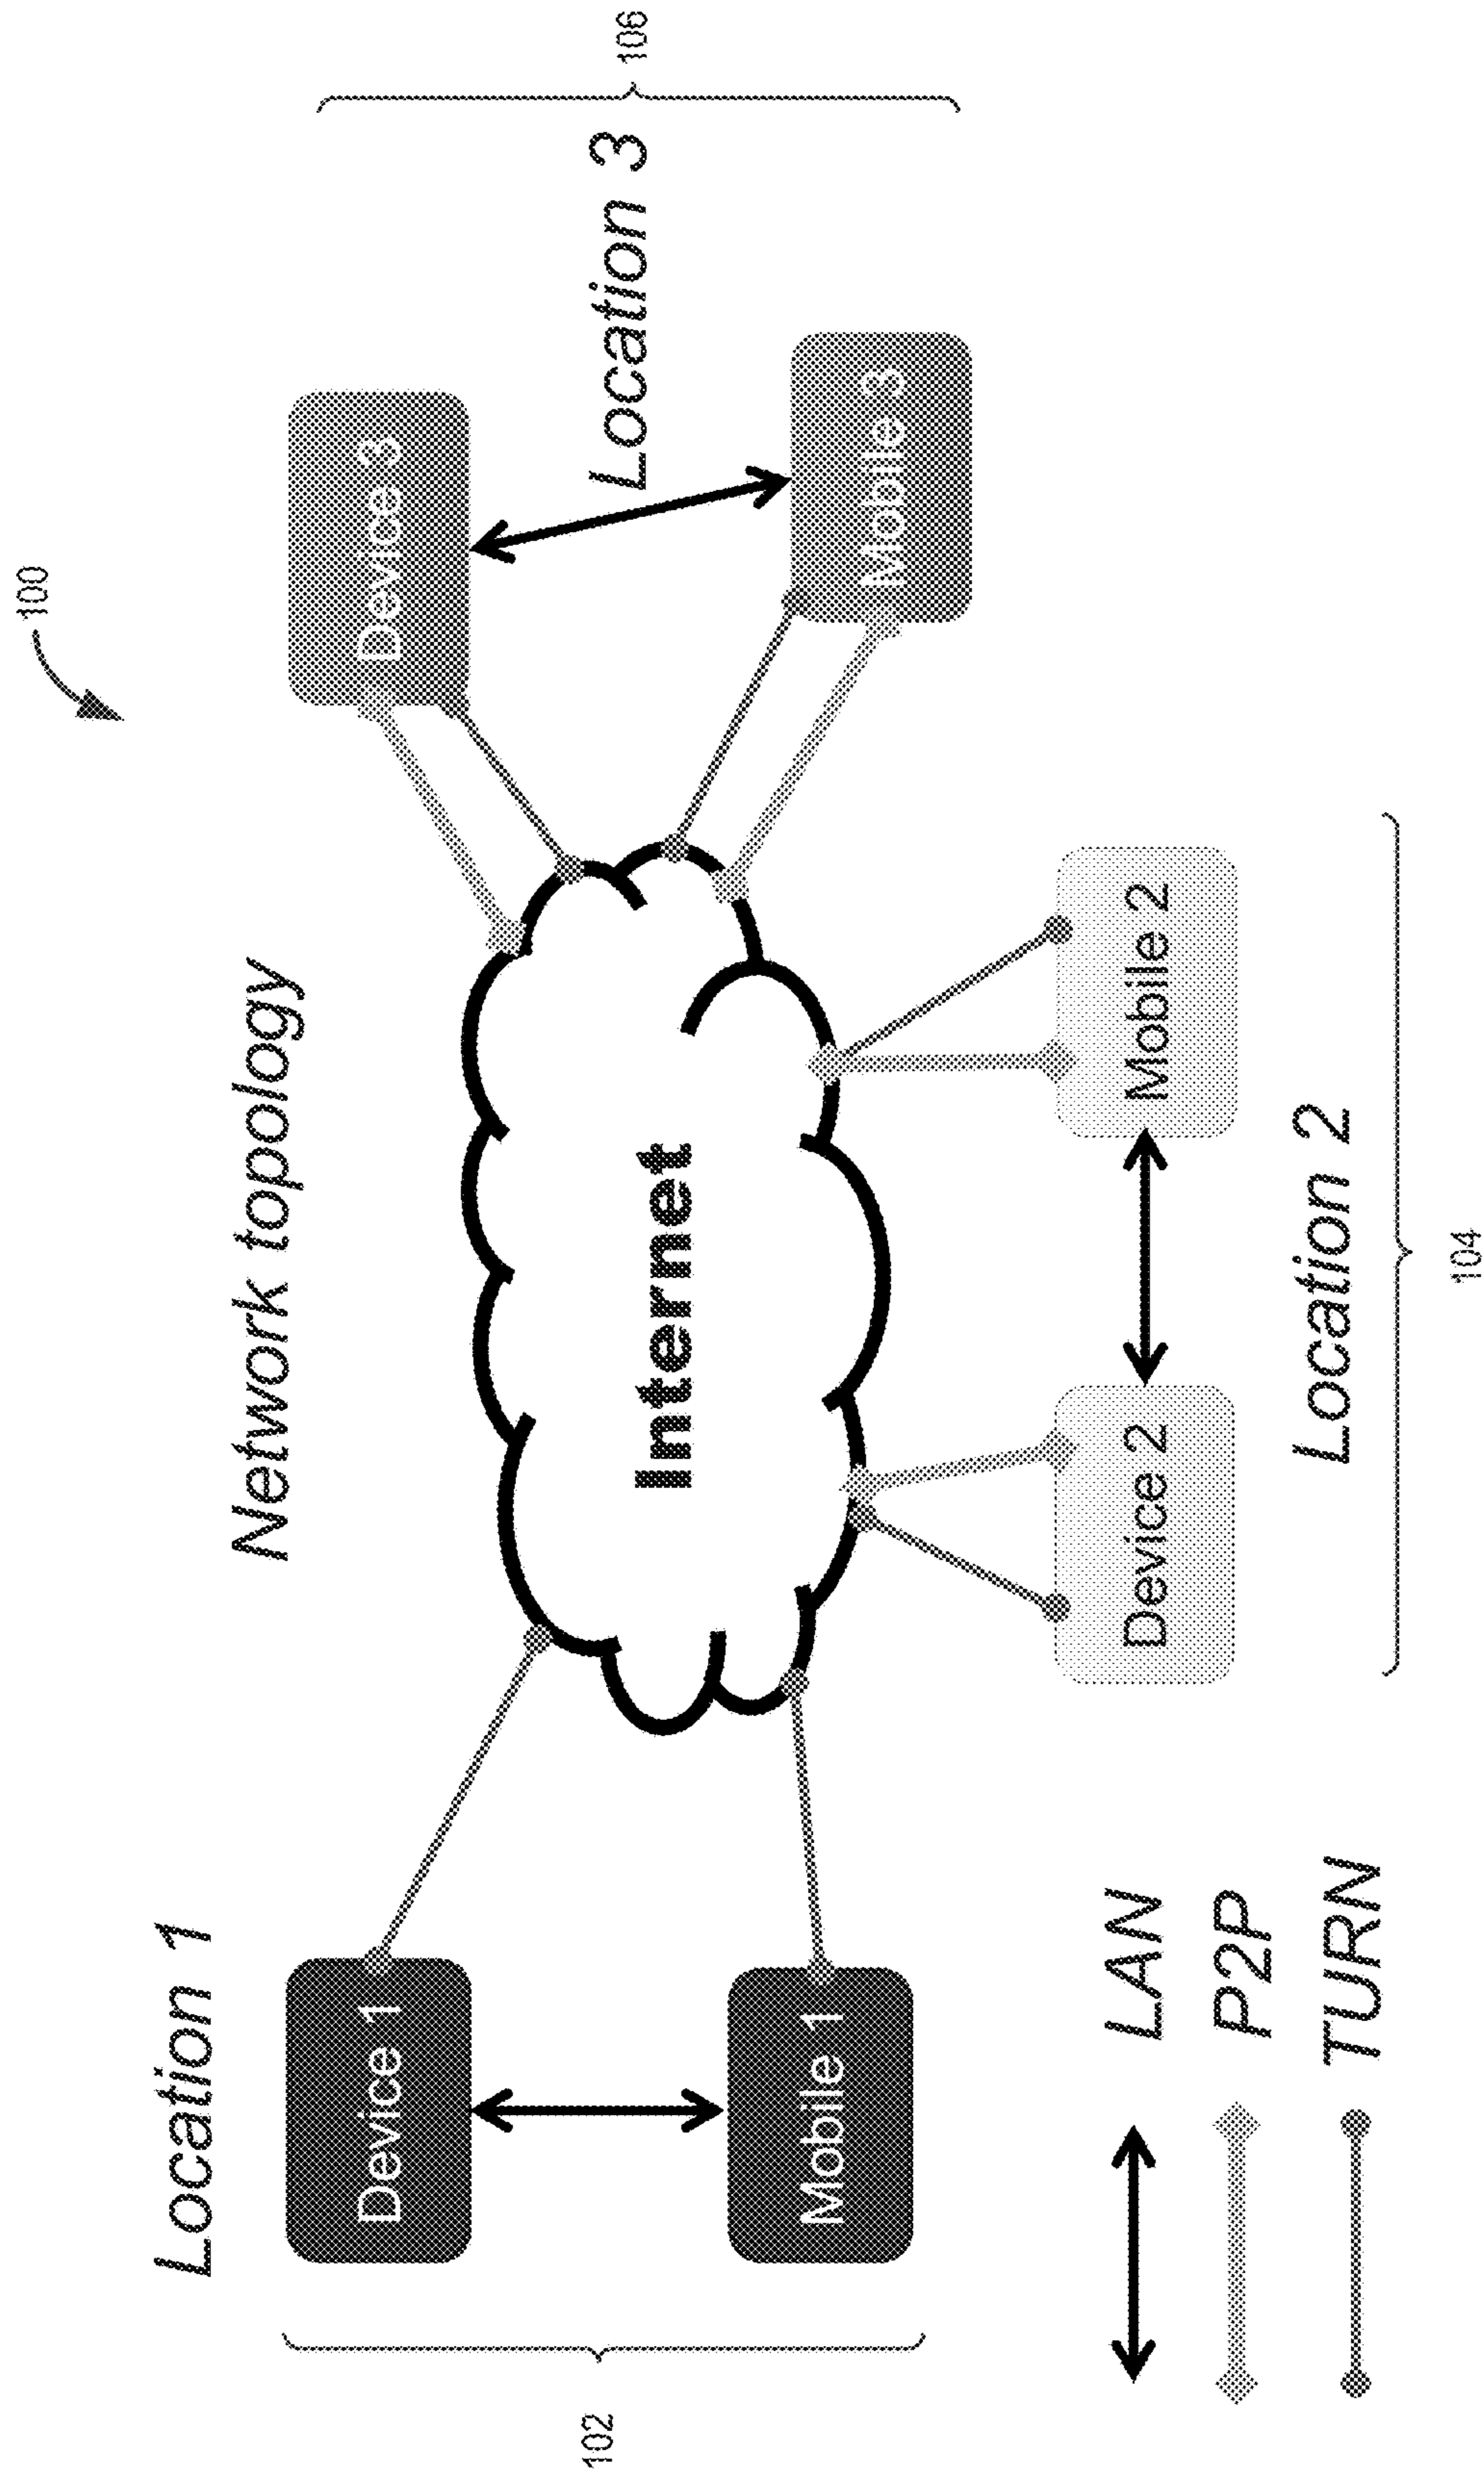 100
Network topology
Location 1
Device 1
Mobile 1
102
Internet
Device 3
Mobile 3
Location 3
106
Device 2
Mobile 2
Location 2
104
LAN
P2P
TURN